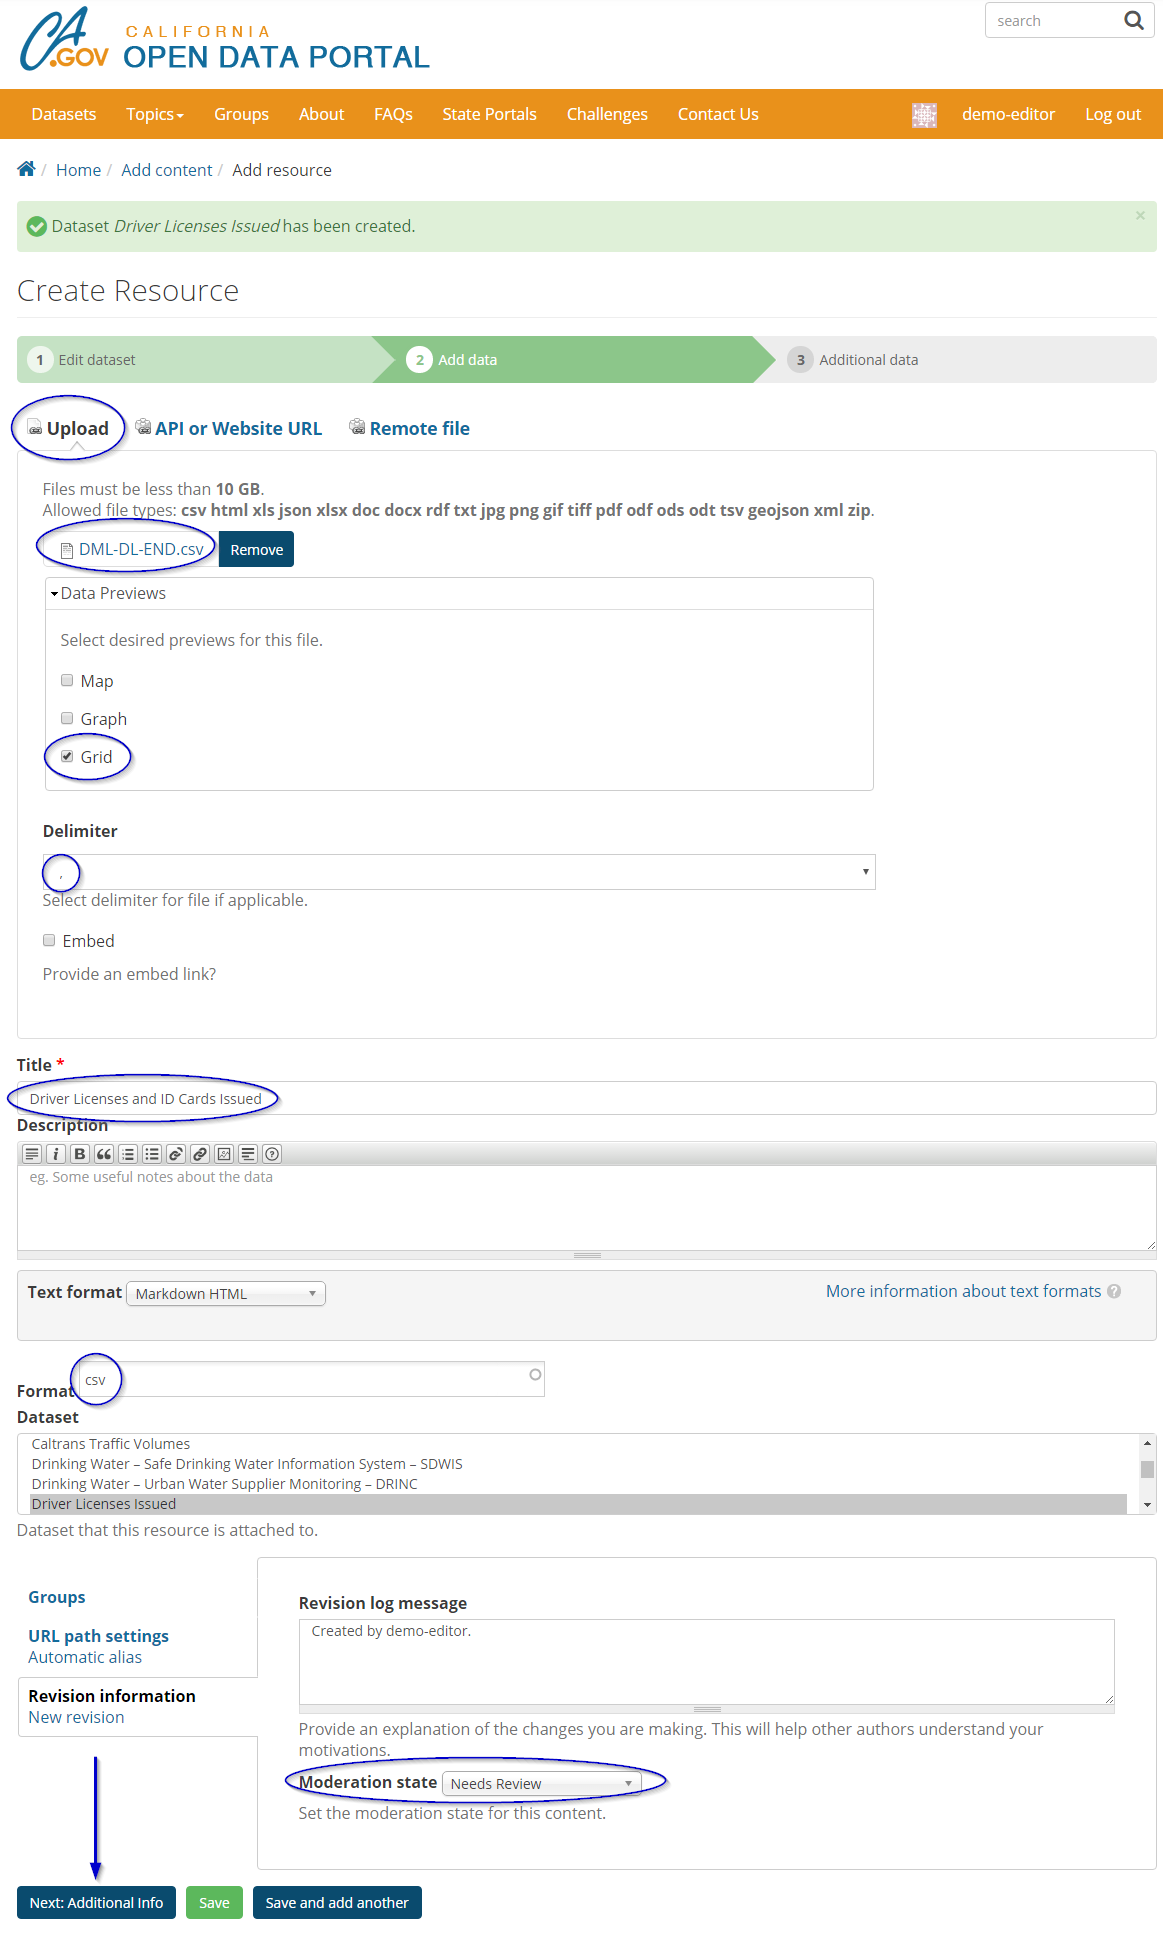 CA.GOV CALIFORNIA
OPEN DATA PORTAL
search
Datasets Topics Groups About FAQs State Portals Challenges Contact Us demo-editor Log out
/ Home / Add content / Add resource
Dataset Driver Licenses Issued has been created. ×
Create Resource
1 Edit dataset 2 Add data 3 Additional data
Upload API or Website URL Remote file
Files must be less than 10 GB.
Allowed file types: csv html xls json xlsx doc docx rdf txt jpg png gif tiff pdf odf ods odt tsv geojson xml zip.
DML-DL-END.csv Remove
Data Previews
Select desired previews for this file.
Map
Graph
Grid
Delimiter
,
Select delimiter for file if applicable.
Embed
Provide an embed link?
Title *
Driver Licenses and ID Cards Issued
Description
i B ?
eg. Some useful notes about the data
Text format Markdown HTML More information about text formats ?
Format csv
Dataset
Caltrans Traffic Volumes
Drinking Water – Safe Drinking Water Information System – SDWIS
Drinking Water – Urban Water Supplier Monitoring – DRINC
Driver Licenses Issued
Dataset that this resource is attached to.
Groups
URL path settings
Automatic alias
Revision information
New revision
Revision log message
Created by demo-editor.
Provide an explanation of the changes you are making. This will help other authors understand your
motivations.
Moderation state Needs Review
Set the moderation state for this content.
Next: Additional Info Save Save and add another